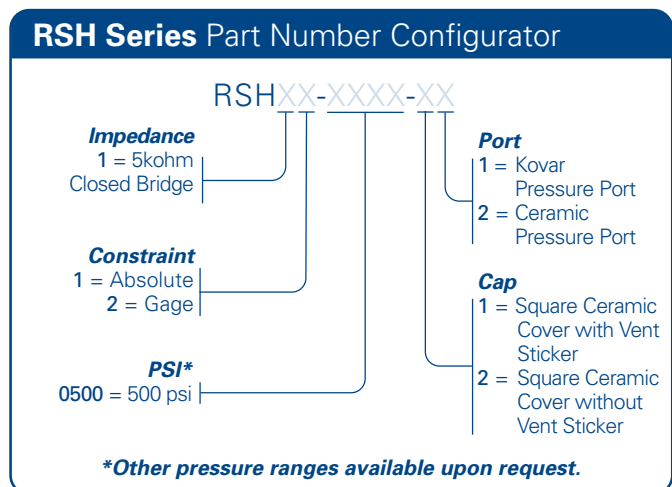 RSH Series Part Number Configurator
RSHXX-XXXX-XX
Impedance
1 = 5kohm
Closed Bridge
Constraint
1 = Absolute
2 = Gage
PSI*
0500 = 500 psi
Port
1 = Kovar
Pressure Port
2 = Ceramic
Pressure Port
Cap
1 = Square Ceramic
Cover with Vent
Sticker
2 = Square Ceramic
Cover without
Vent Sticker
*Other pressure ranges available upon request.